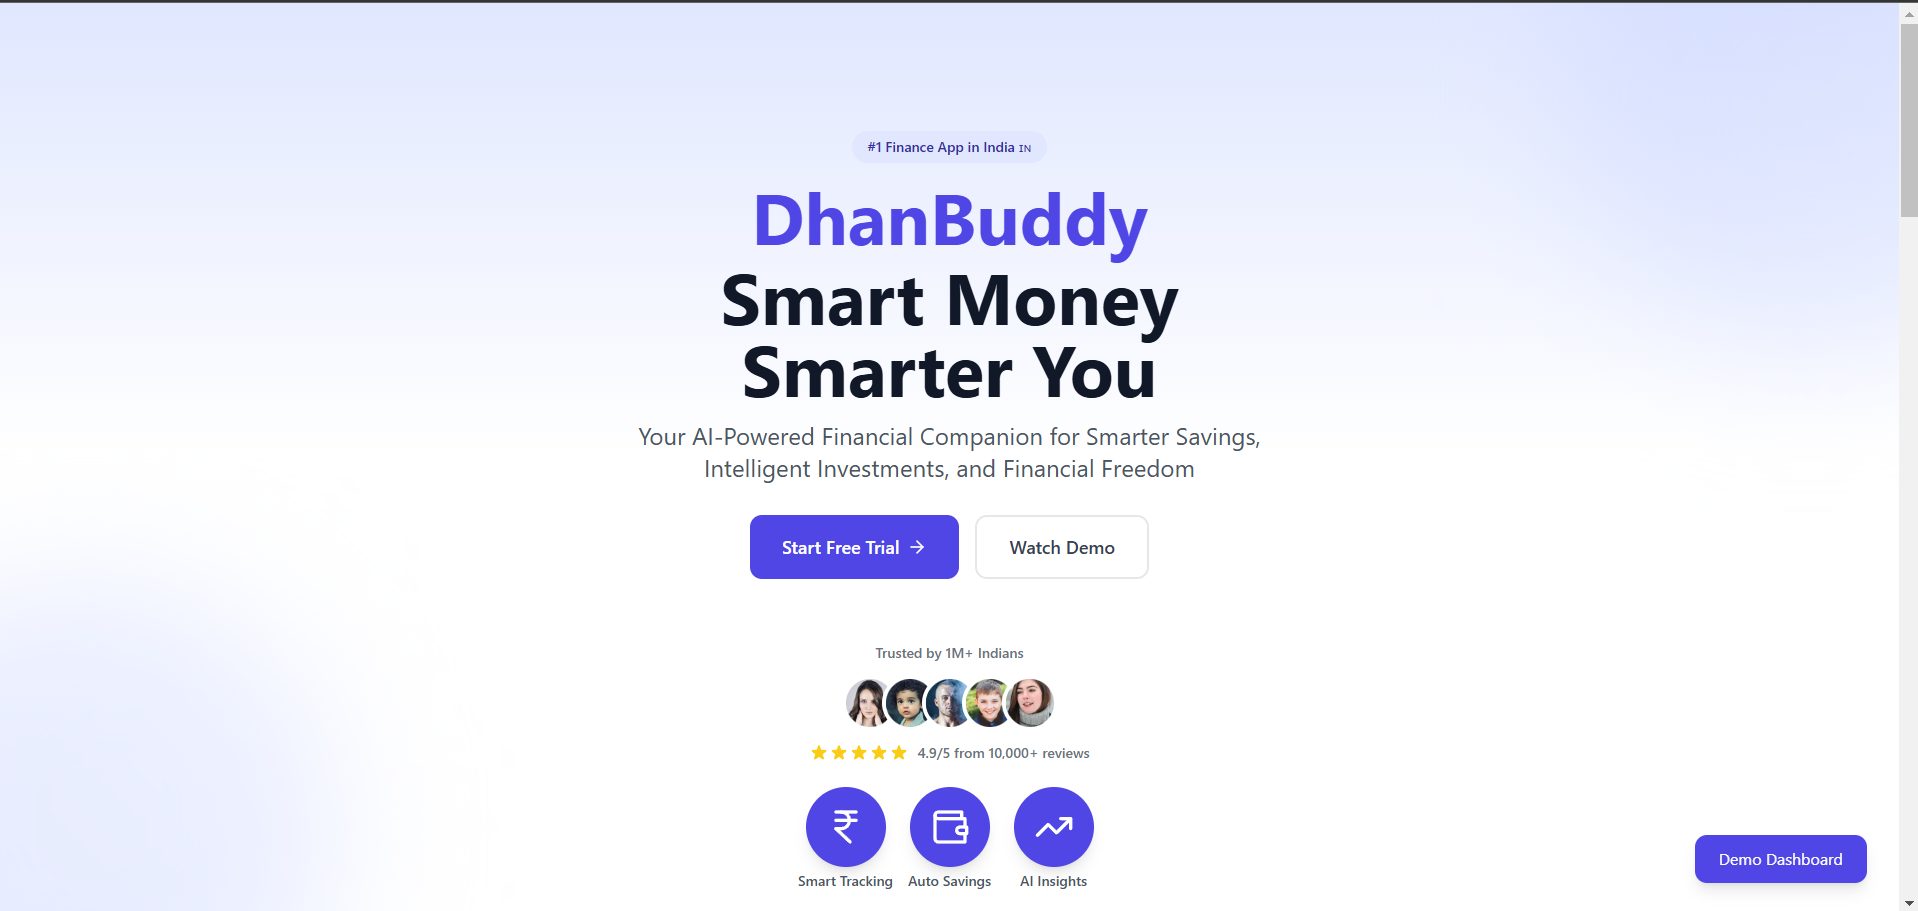 #1 Finance App in India IN
DhanBuddy
Smart Money
Smarter You
Your AI-Powered Financial Companion for Smarter Savings,
Intelligent Investments, and Financial Freedom
Start Free Trial →
Watch Demo
Trusted by 1M+ Indians
4.9/5 from 10,000+ reviews
₹
Smart Tracking
Auto Savings
AI Insights
Demo Dashboard